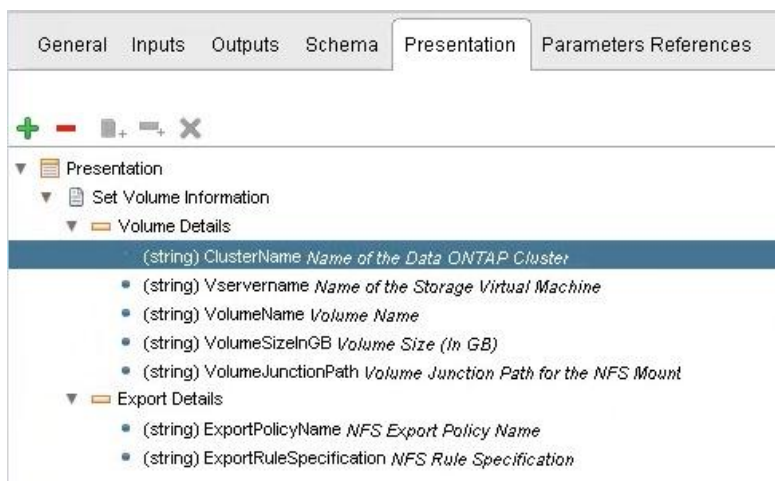 General Inputs Outputs Schema Presentation Parameters References
Presentation
Set Volume Information
Volume Details
(string) ClusterName Name of the Data ONTAP Cluster
(string) Vservername Name of the Storage Virtual Machine
(string) VolumeName Volume Name
(string) VolumeSizeInGB Volume Size (In GB)
(string) VolumeJunctionPath Volume Junction Path for the NFS Mount
Export Details
(string) ExportPolicyName NFS Export Policy Name
(string) ExportRuleSpecification NFS Rule Specification